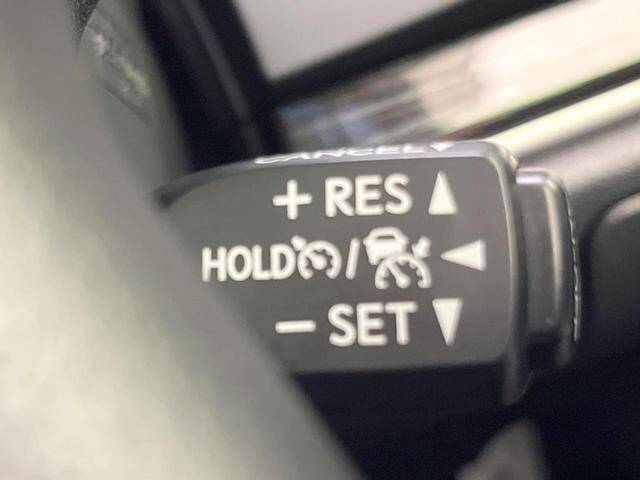 CANCEL
+ RES
HOLD /
− SET